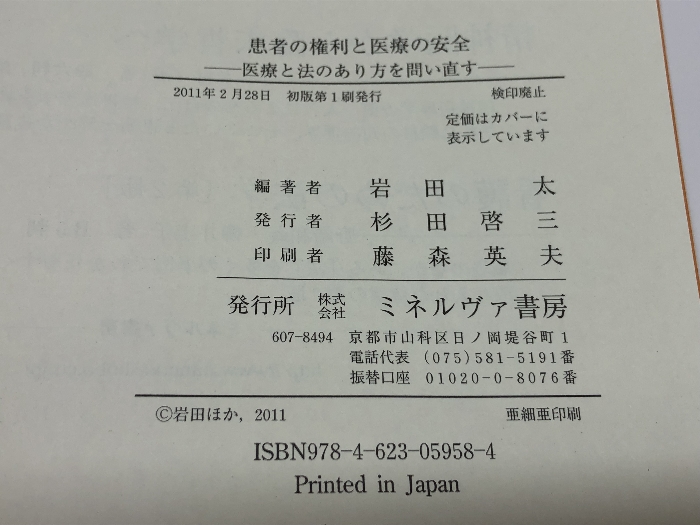 患者の権利と医療の安全
——医療と法のあり方を問い直す——
2011年2月28日　初版第1刷発行　検印廃止
定価はカバーに
表示しています
編著者　岩田　太
発行者　杉田啓三
印刷者　藤森英夫
発行所　株式会社　ミネルヴァ書房
607-8494　京都市山科区日ノ岡堤谷町1
電話代表　(075)581-5191番
振替口座　01020-0-8076番
©岩田ほか, 2011　亜細亜印刷
ISBN978-4-623-05958-4
Printed in Japan